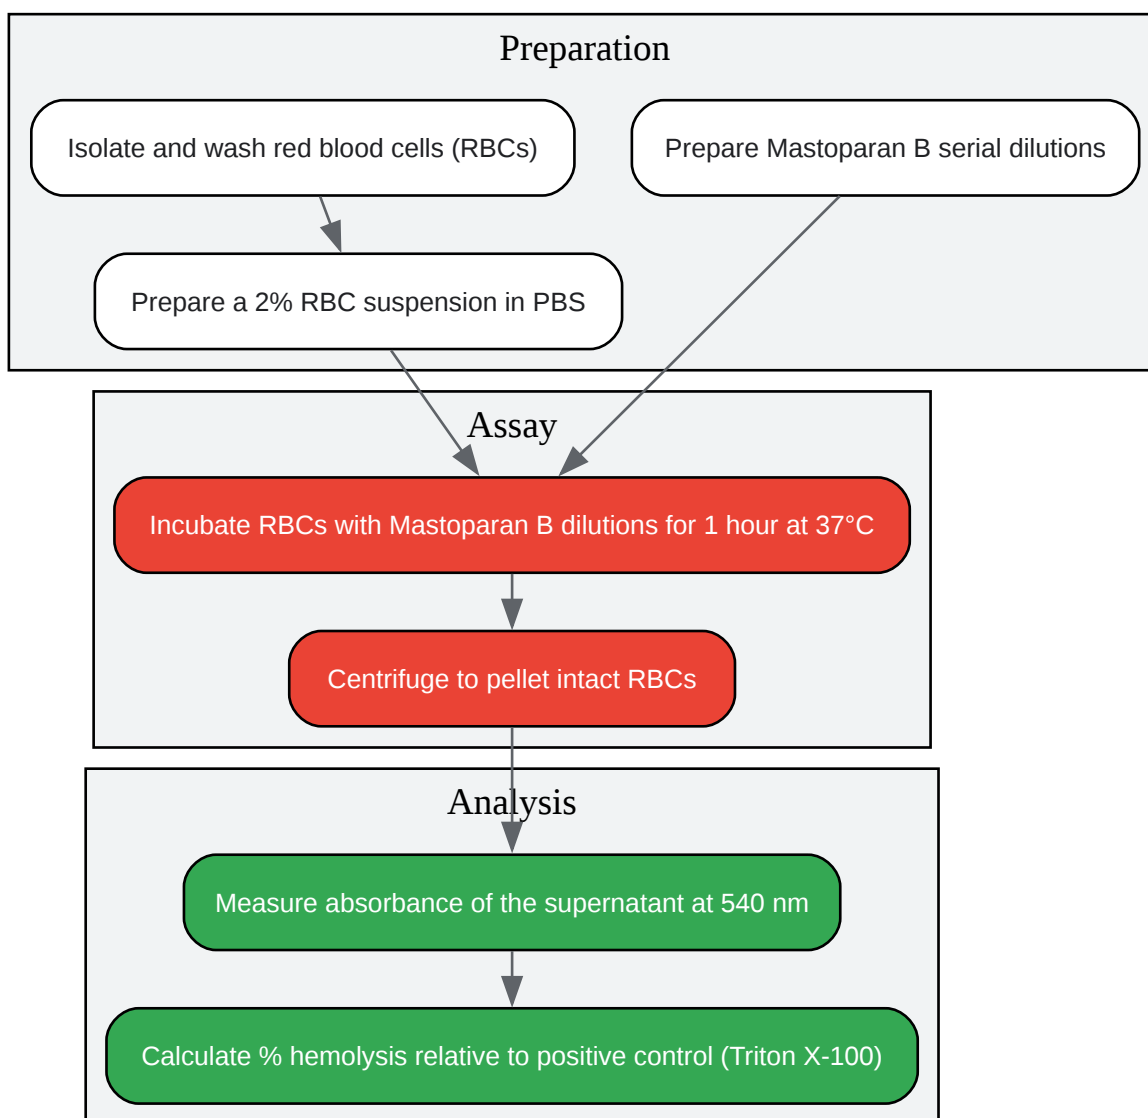 Preparation
Isolate and wash red blood cells (RBCs)
Prepare Mastoparan B serial dilutions
Prepare a 2% RBC suspension in PBS
Assay
Incubate RBCs with Mastoparan B dilutions for 1 hour at 37°C
Centrifuge to pellet intact RBCs
Analysis
Measure absorbance of the supernatant at 540 nm
Calculate % hemolysis relative to positive control (Triton X-100)